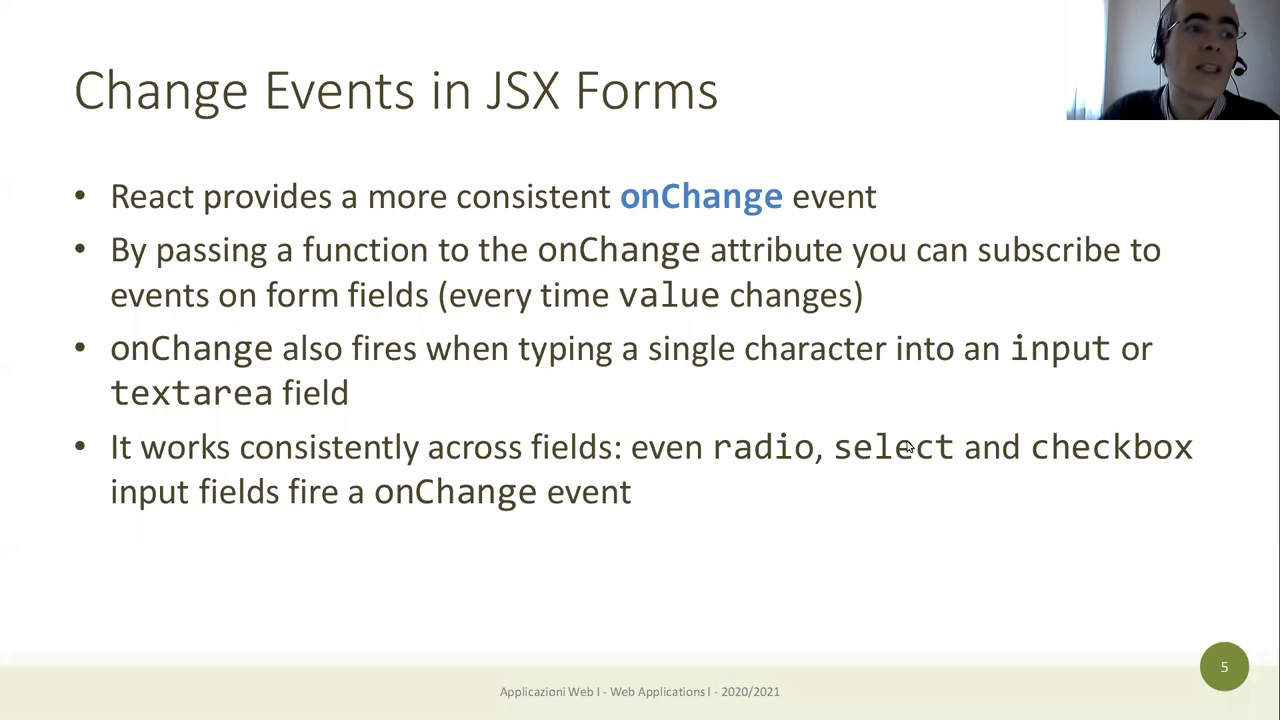 Change Events in JSX Forms
• React provides a more consistent onChange event
• By passing a function to the onChange attribute you can subscribe to
events on form fields (every time value changes)
• onChange also fires when typing a single character into an input or
textarea field
• It works consistently across fields: even radio, select and checkbox
input fields fire a onChange event
5
Applicazioni Web I - Web Applications I - 2020/2021